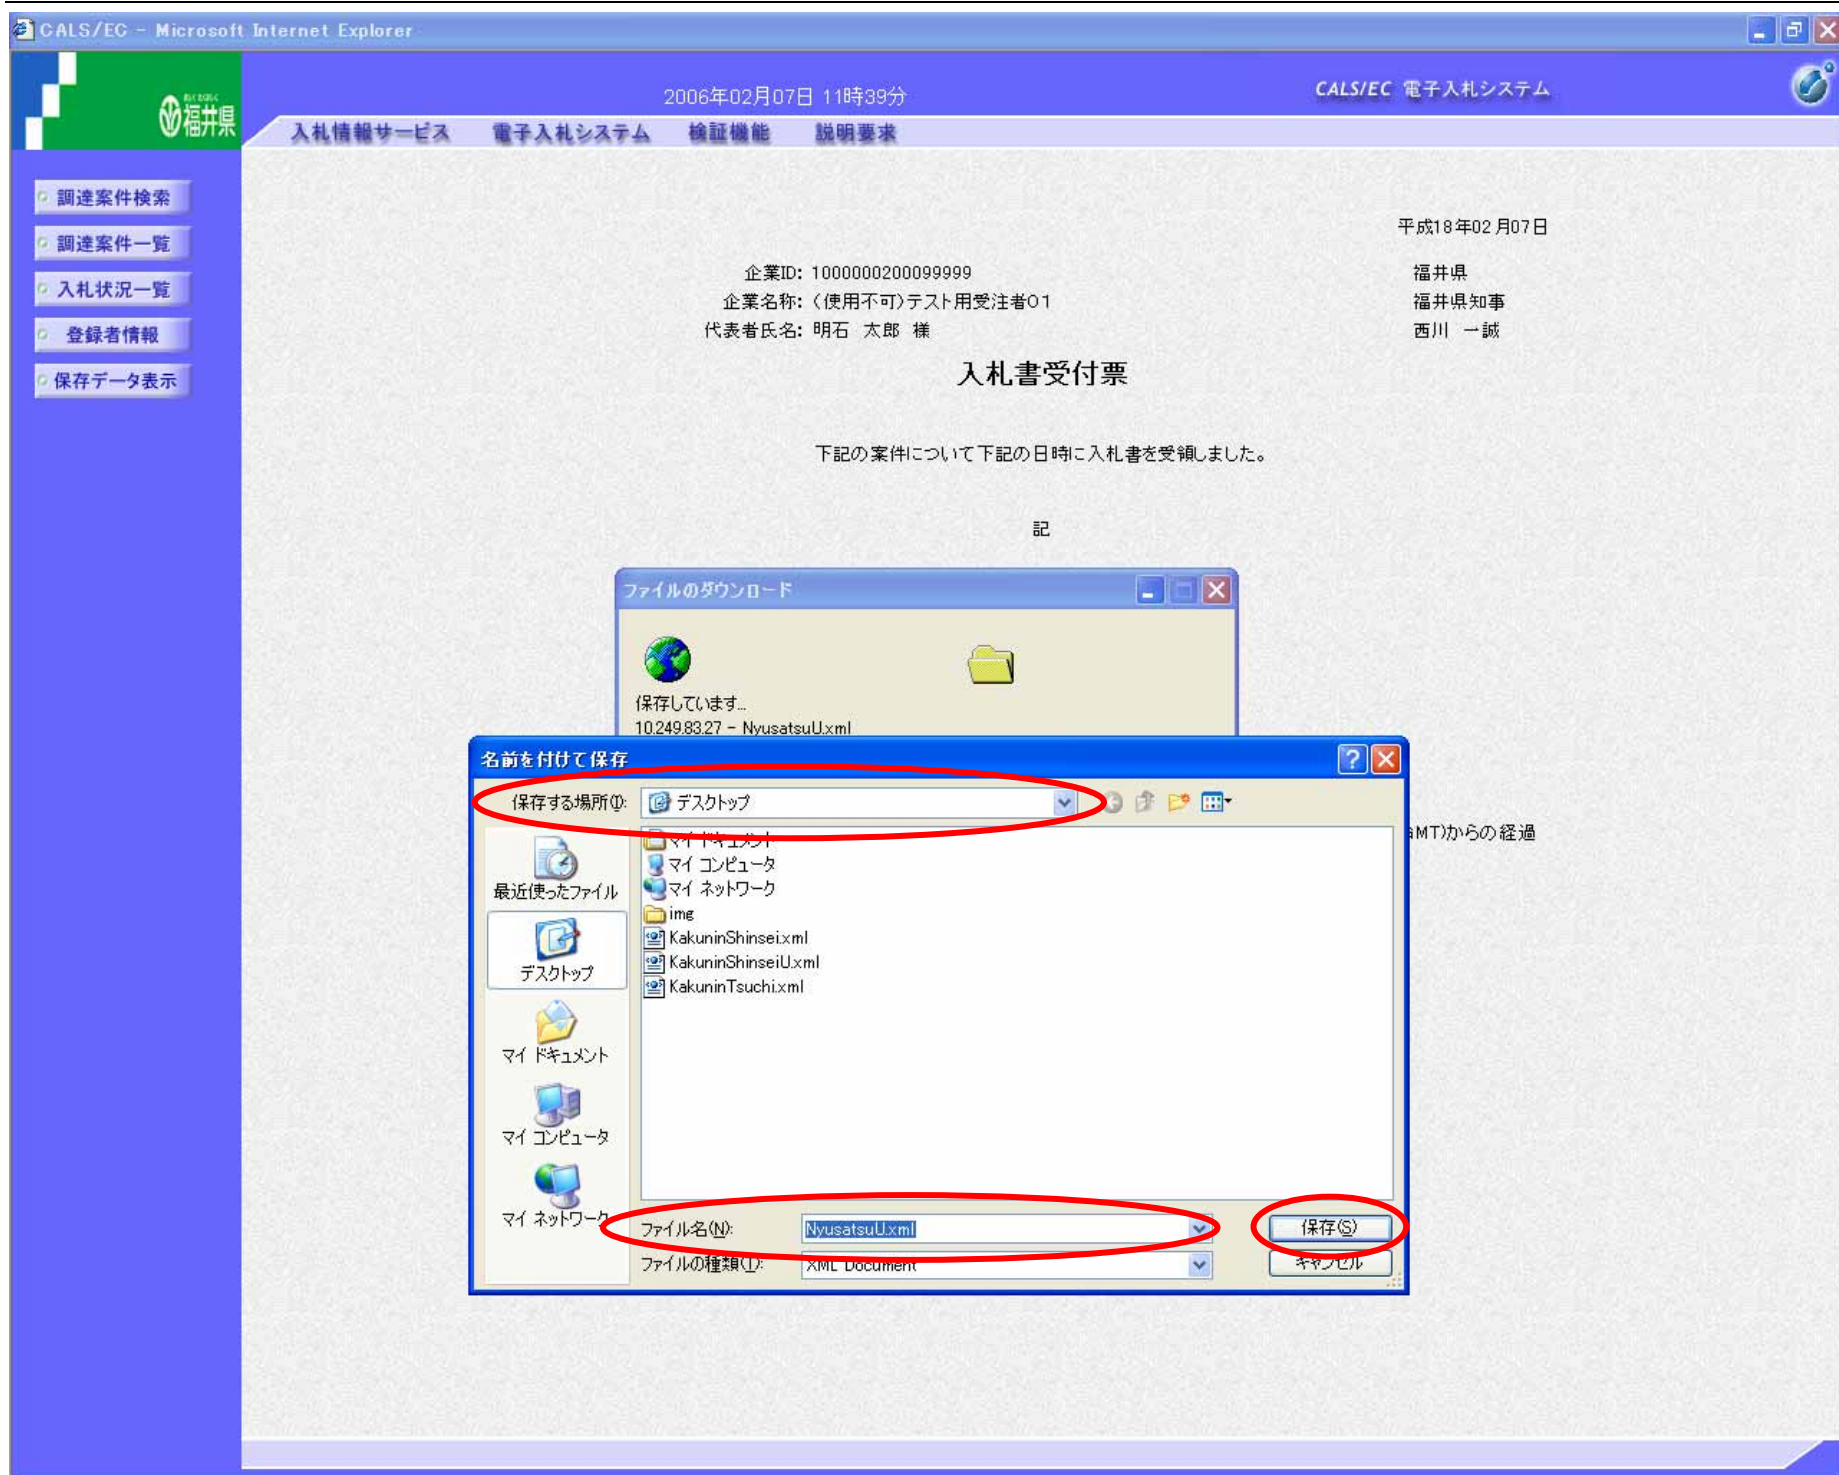 CALS/EC - Microsoft Internet Explorer
福井県
2006年02月07日 11時39分
CALS/EC 電子入札システム
入札情報サービス 電子入札システム 検証機能 説明要求
調達案件検索
調達案件一覧
入札状況一覧
登録者情報
保存データ表示
平成18年02月07日
企業ID: 1000000200099999
福井県
企業名称: (使用不可)テスト用受注者01
福井県知事
代表者氏名: 明石 太郎 様
西川 一誠
入札書受付票
下記の案件について下記の日時に入札書を受領しました。
記
ファイルのダウンロード
保存しています...
10.249.83.27 - NyusatsuU.xml
MT)からの経過
名前を付けて保存
保存する場所(I):
デスクトップ
最近使ったファイル
デスクトップ
マイ ドキュメント
マイ コンピュータ
マイ ネットワーク
マイ ドキュメント
マイ コンピュータ
マイ ネットワーク
img
KakuninShinsei.xml
KakuninShinseiU.xml
KakuninTsuchi.xml
ファイル名(N):
NyusatsuU.xml
保存(S)
ファイルの種類(T):
XML Document
キャンセル